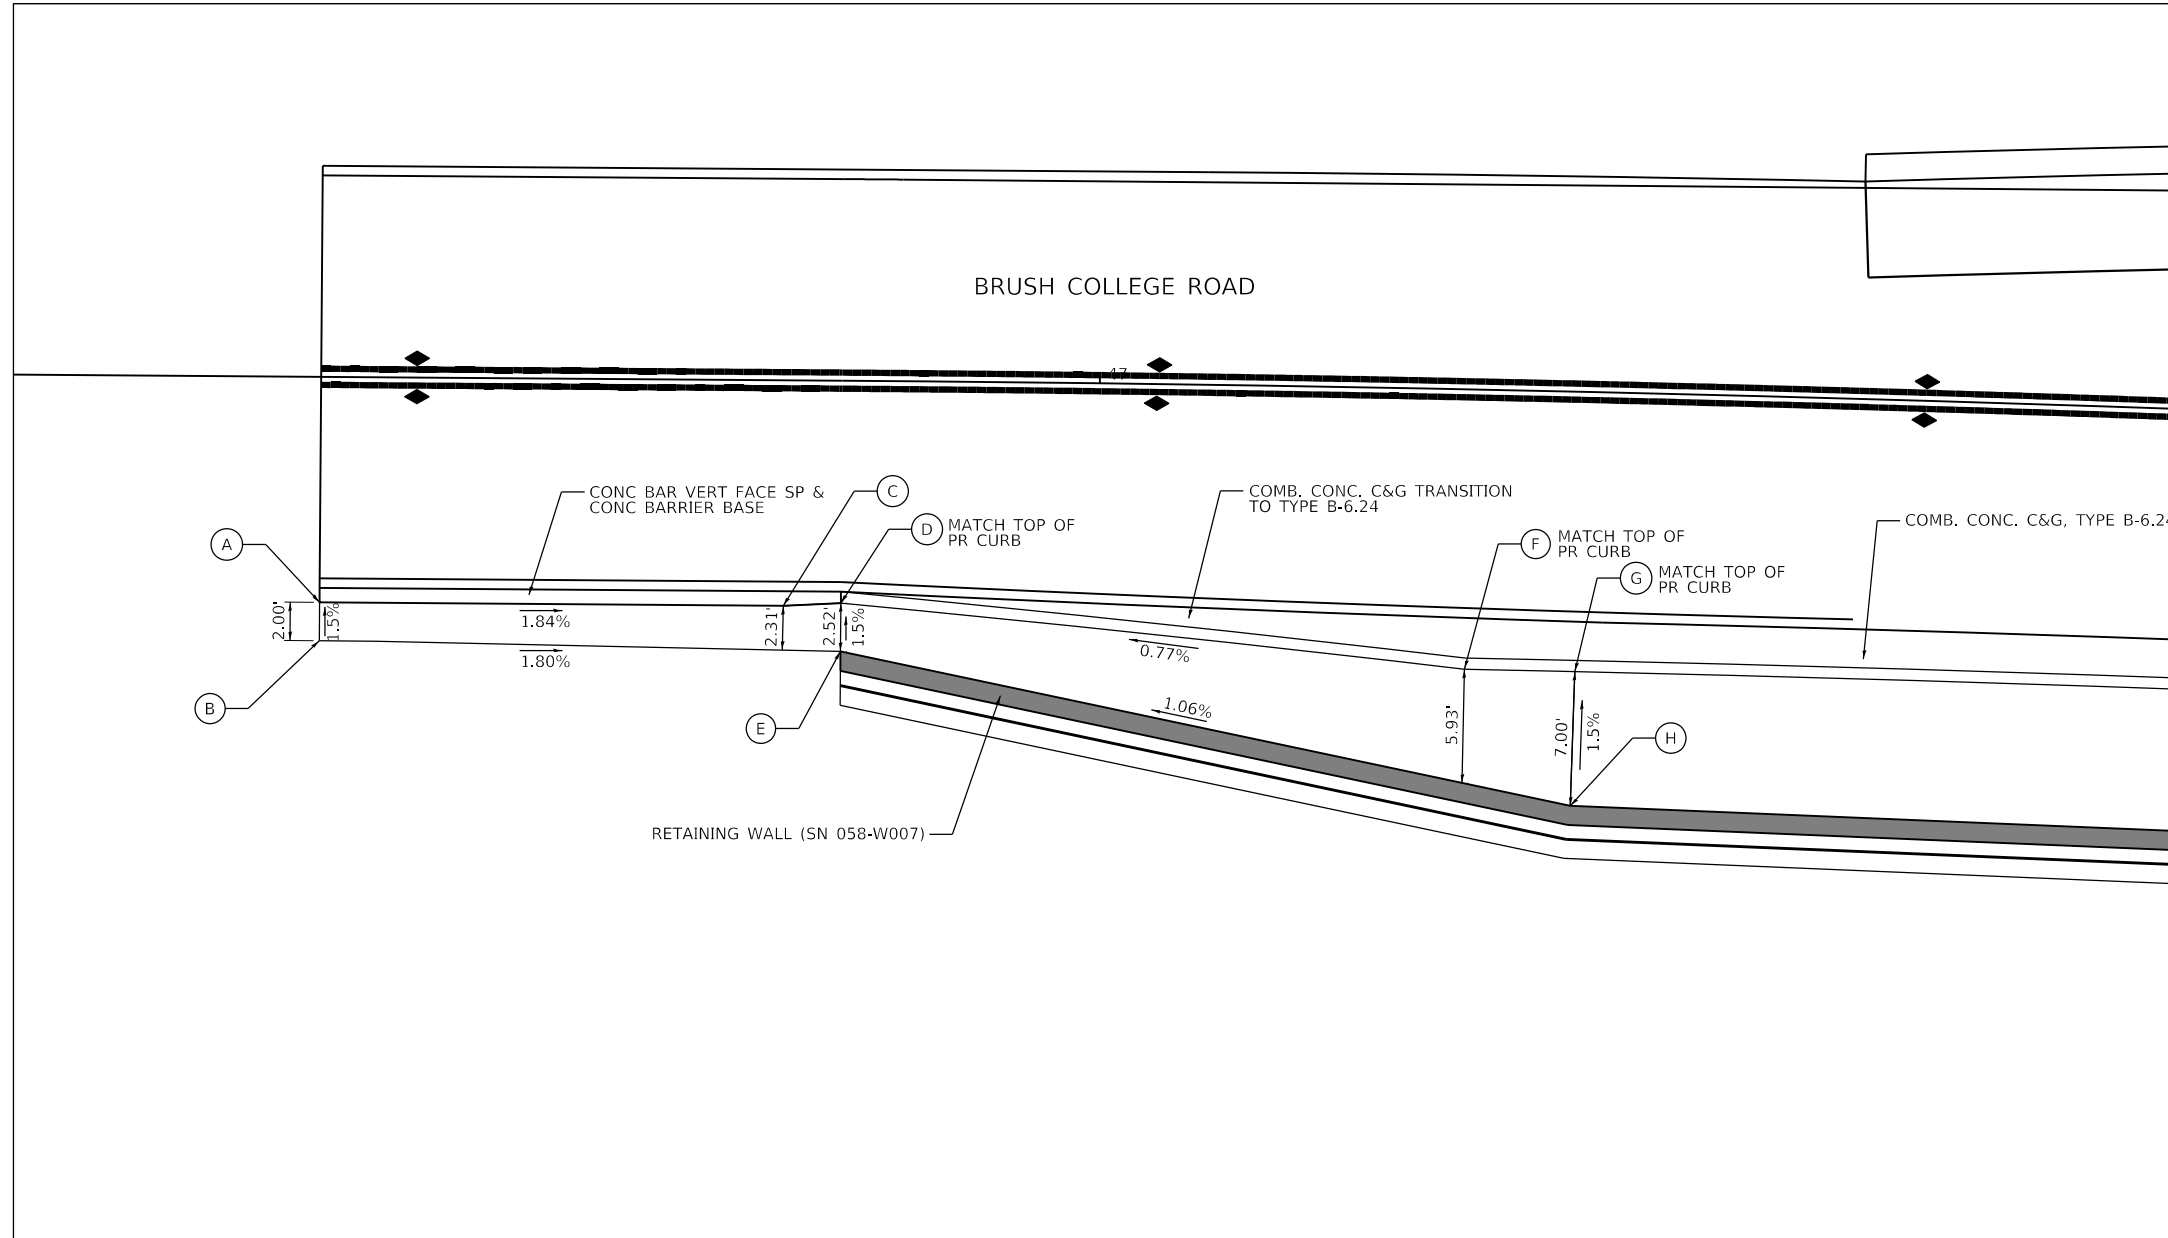 BRUSH COLLEGE ROAD
47
CONC BAR VERT FACE SP &
CONC BARRIER BASE
C
COMB. CONC. C&G TRANSITION
TO TYPE B-6.24
D
MATCH TOP OF
PR CURB
COMB. CONC. C&G, TYPE B-6.24
A
F
MATCH TOP OF
PR CURB
G
MATCH TOP OF
PR CURB
2.00'
1.5%
1.84%
2.31'
2.52'
1.5%
0.77%
1.80%
B
E
1.06%
5.93'
7.00'
1.5%
H
RETAINING WALL (SN 058-W007)